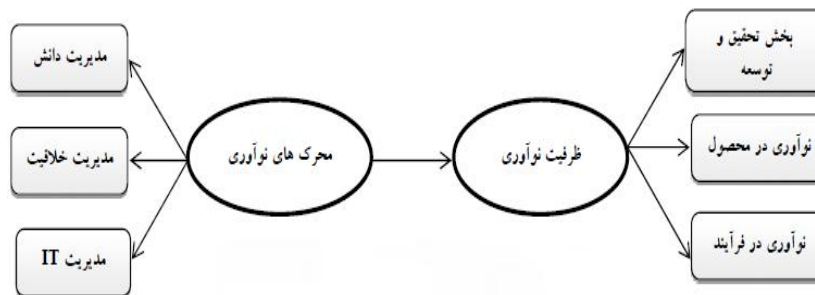 بخش تحقیق و
توسعه
نوآوری در محصول
نوآوری در فرآیند
ظرفیت نوآوری
محرک های نوآوری
مدیریت دانش
مدیریت خلاقیت
مدیریت IT